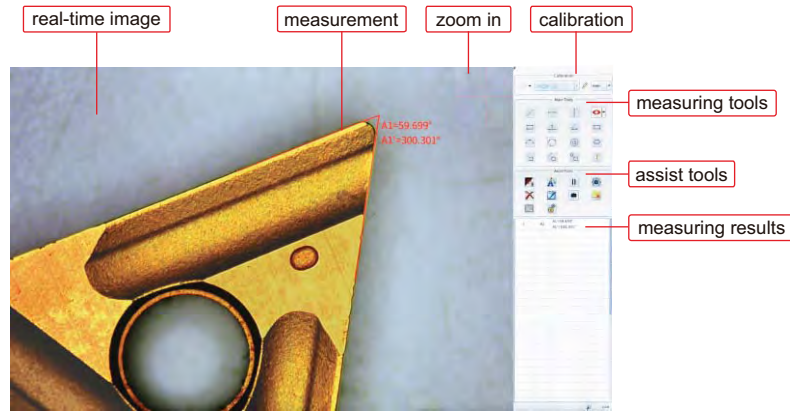 real-time image
measurement
zoom in
calibration
A1=59.699°
A1'=300.301°
measuring tools
assist tools
measuring results